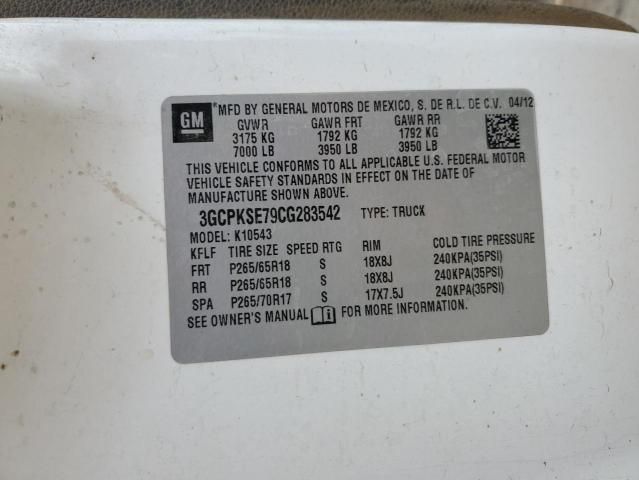 GM *MFD BY GENERAL MOTORS DE MEXICO, S. DE R.L. DE C.V. 04/12
GVWR GAWR FRT GAWR RR
3175 KG 1792 KG 1792 KG
7000 LB 3950 LB 3950 LB
THIS VEHICLE CONFORMS TO ALL APPLICABLE U.S. FEDERAL MOTOR
VEHICLE SAFETY STANDARDS IN EFFECT ON THE DATE OF
MANUFACTURE SHOWN ABOVE.
3GCPKSE79CG283542 TYPE: TRUCK
MODEL: K10543
KFLF TIRE SIZE SPEED RTG RIM COLD TIRE PRESSURE
FRT P265/65R18 S 18X8J 240KPA(35PSI)
RR P265/65R18 S 18X8J 240KPA(35PSI)
SPA P265/70R17 S 17X7.5J 240KPA(35PSI)
SEE OWNER'S MANUAL FOR MORE INFORMATION.